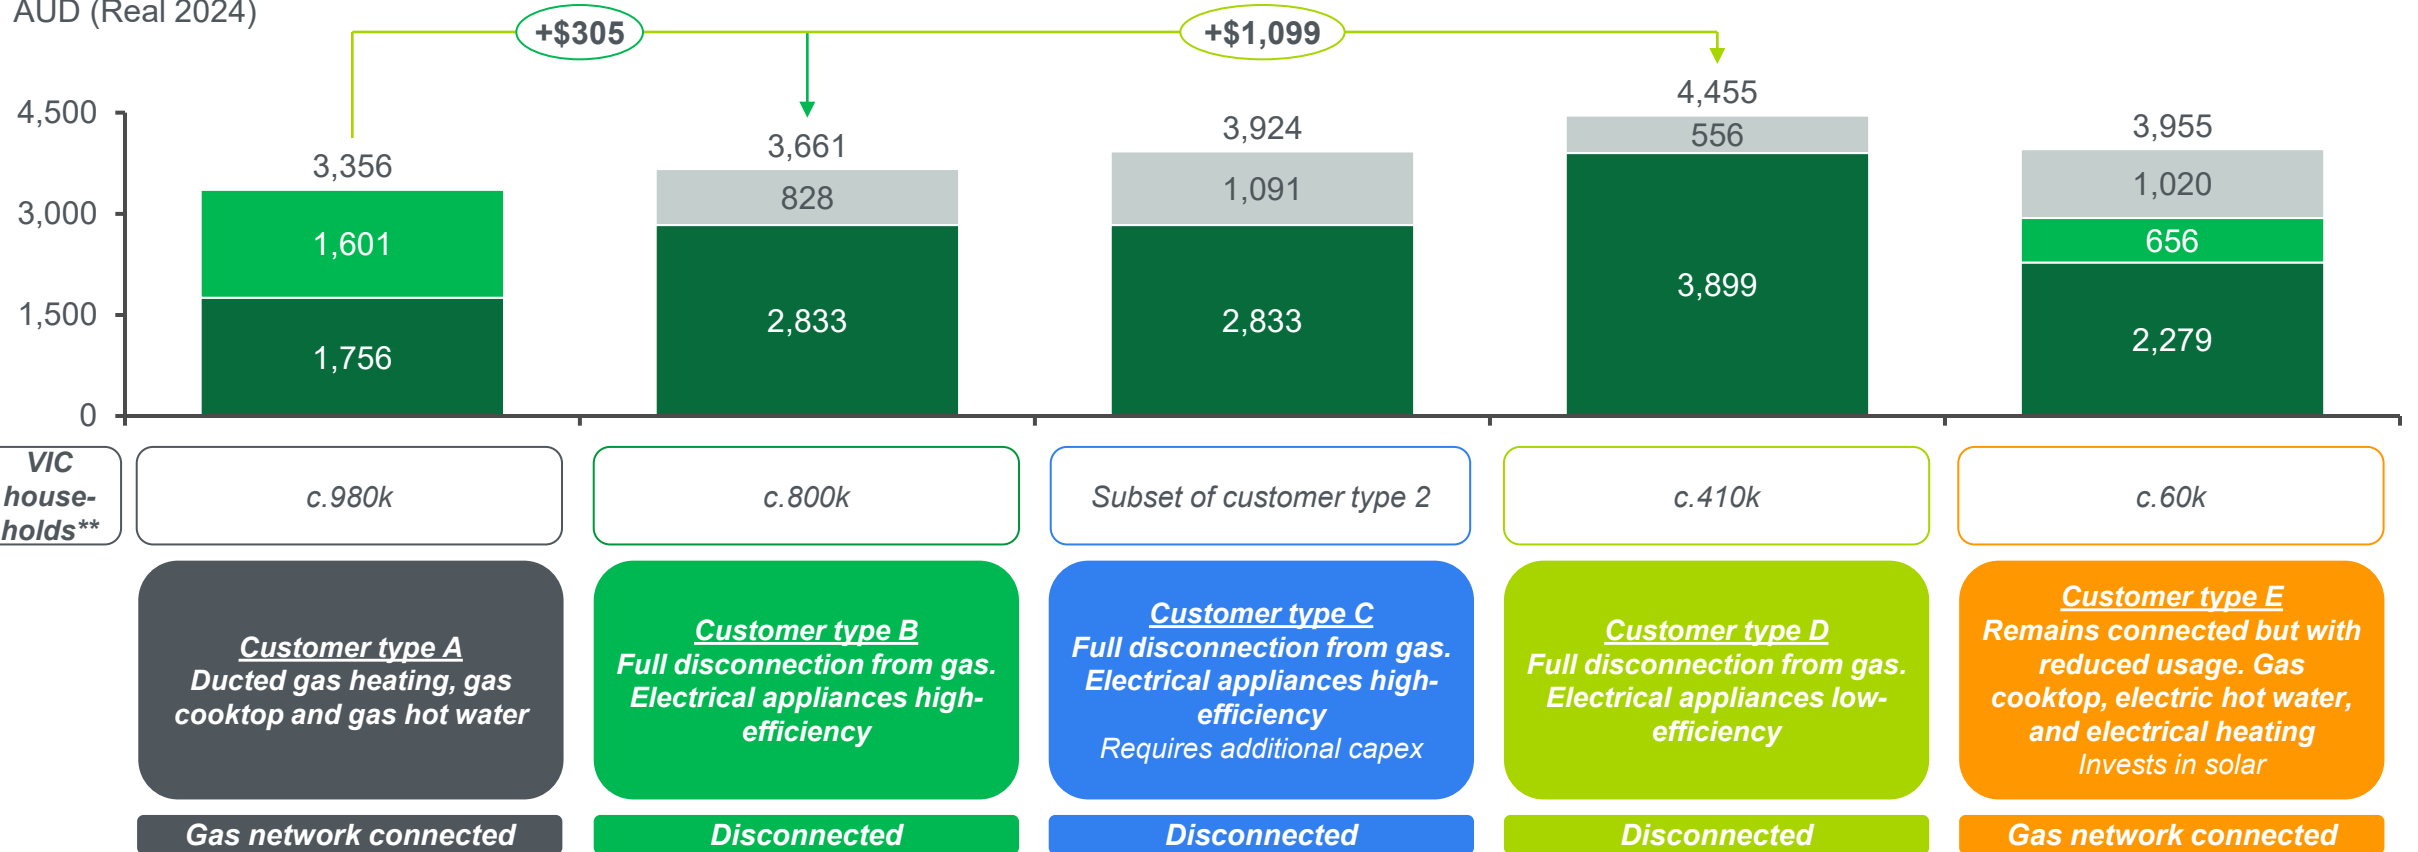 AUD (Real 2024)
+$305
+$1,099
4,500
3,000
1,500
0
3,356
1,601
1,756
3,661
828
2,833
3,924
1,091
2,833
4,455
556
3,899
3,955
1,020
656
2,279
VIC
house-
holds**
c.980k
c.800k
Subset of customer type 2
c.410k
c.60k
Customer type A
Ducted gas heating, gas
cooktop and gas hot water
Customer type B
Full disconnection from gas.
Electrical appliances high-
efficiency
Customer type C
Full disconnection from gas.
Electrical appliances high-
efficiency
Requires additional capex
Customer type D
Full disconnection from gas.
Electrical appliances low-
efficiency
Customer type E
Remains connected but with
reduced usage. Gas
cooktop, electric hot water,
and electrical heating
Invests in solar
Gas network connected
Disconnected
Disconnected
Disconnected
Gas network connected